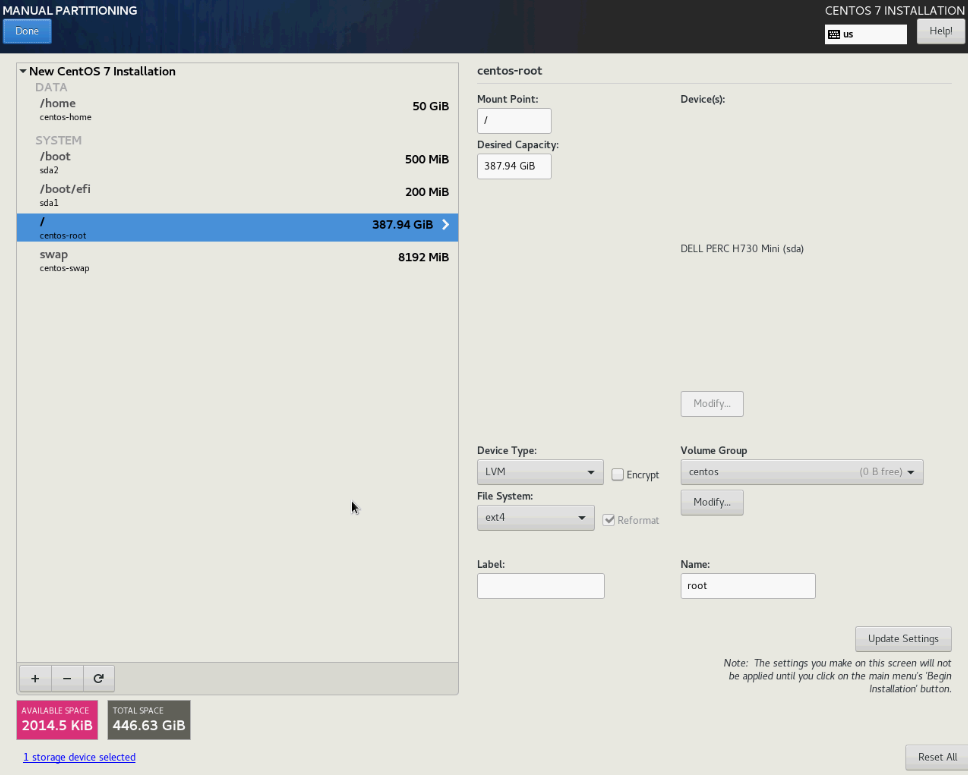 MANUAL PARTITIONING
CENTOS 7 INSTALLATION
Done
us
Help!
New CentOS 7 Installation
DATA
/home
50 GiB
centos-home
SYSTEM
/boot
500 MiB
sda2
/boot/efi
200 MiB
sda1
/
387.94 GiB
centos-root
swap
8192 MiB
centos-swap
+ −
AVAILABLE SPACE
2014.5 KiB
TOTAL SPACE
446.63 GiB
1 storage device selected
centos-root
Mount Point:
/
Device(s):
Desired Capacity:
387.94 GiB
DELL PERC H730 Mini (sda)
Modify...
Device Type:
LVM
Encrypt
Volume Group
centos (0 B free)
File System:
ext4
Reformat
Modify...
Label:
Name:
root
Update Settings
Note: The settings you make on this screen will not
be applied until you click on the main menu's 'Begin
Installation' button.
Reset All